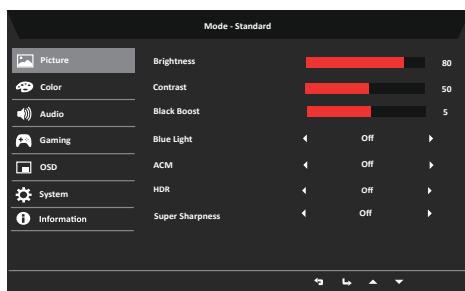 Mode - Standard
Picture
Brightness 80
Color
Contrast 50
Audio
Black Boost 5
Gaming
Blue Light Off
OSD
ACM Off
System
HDR Off
Information
Super Sharpness Off